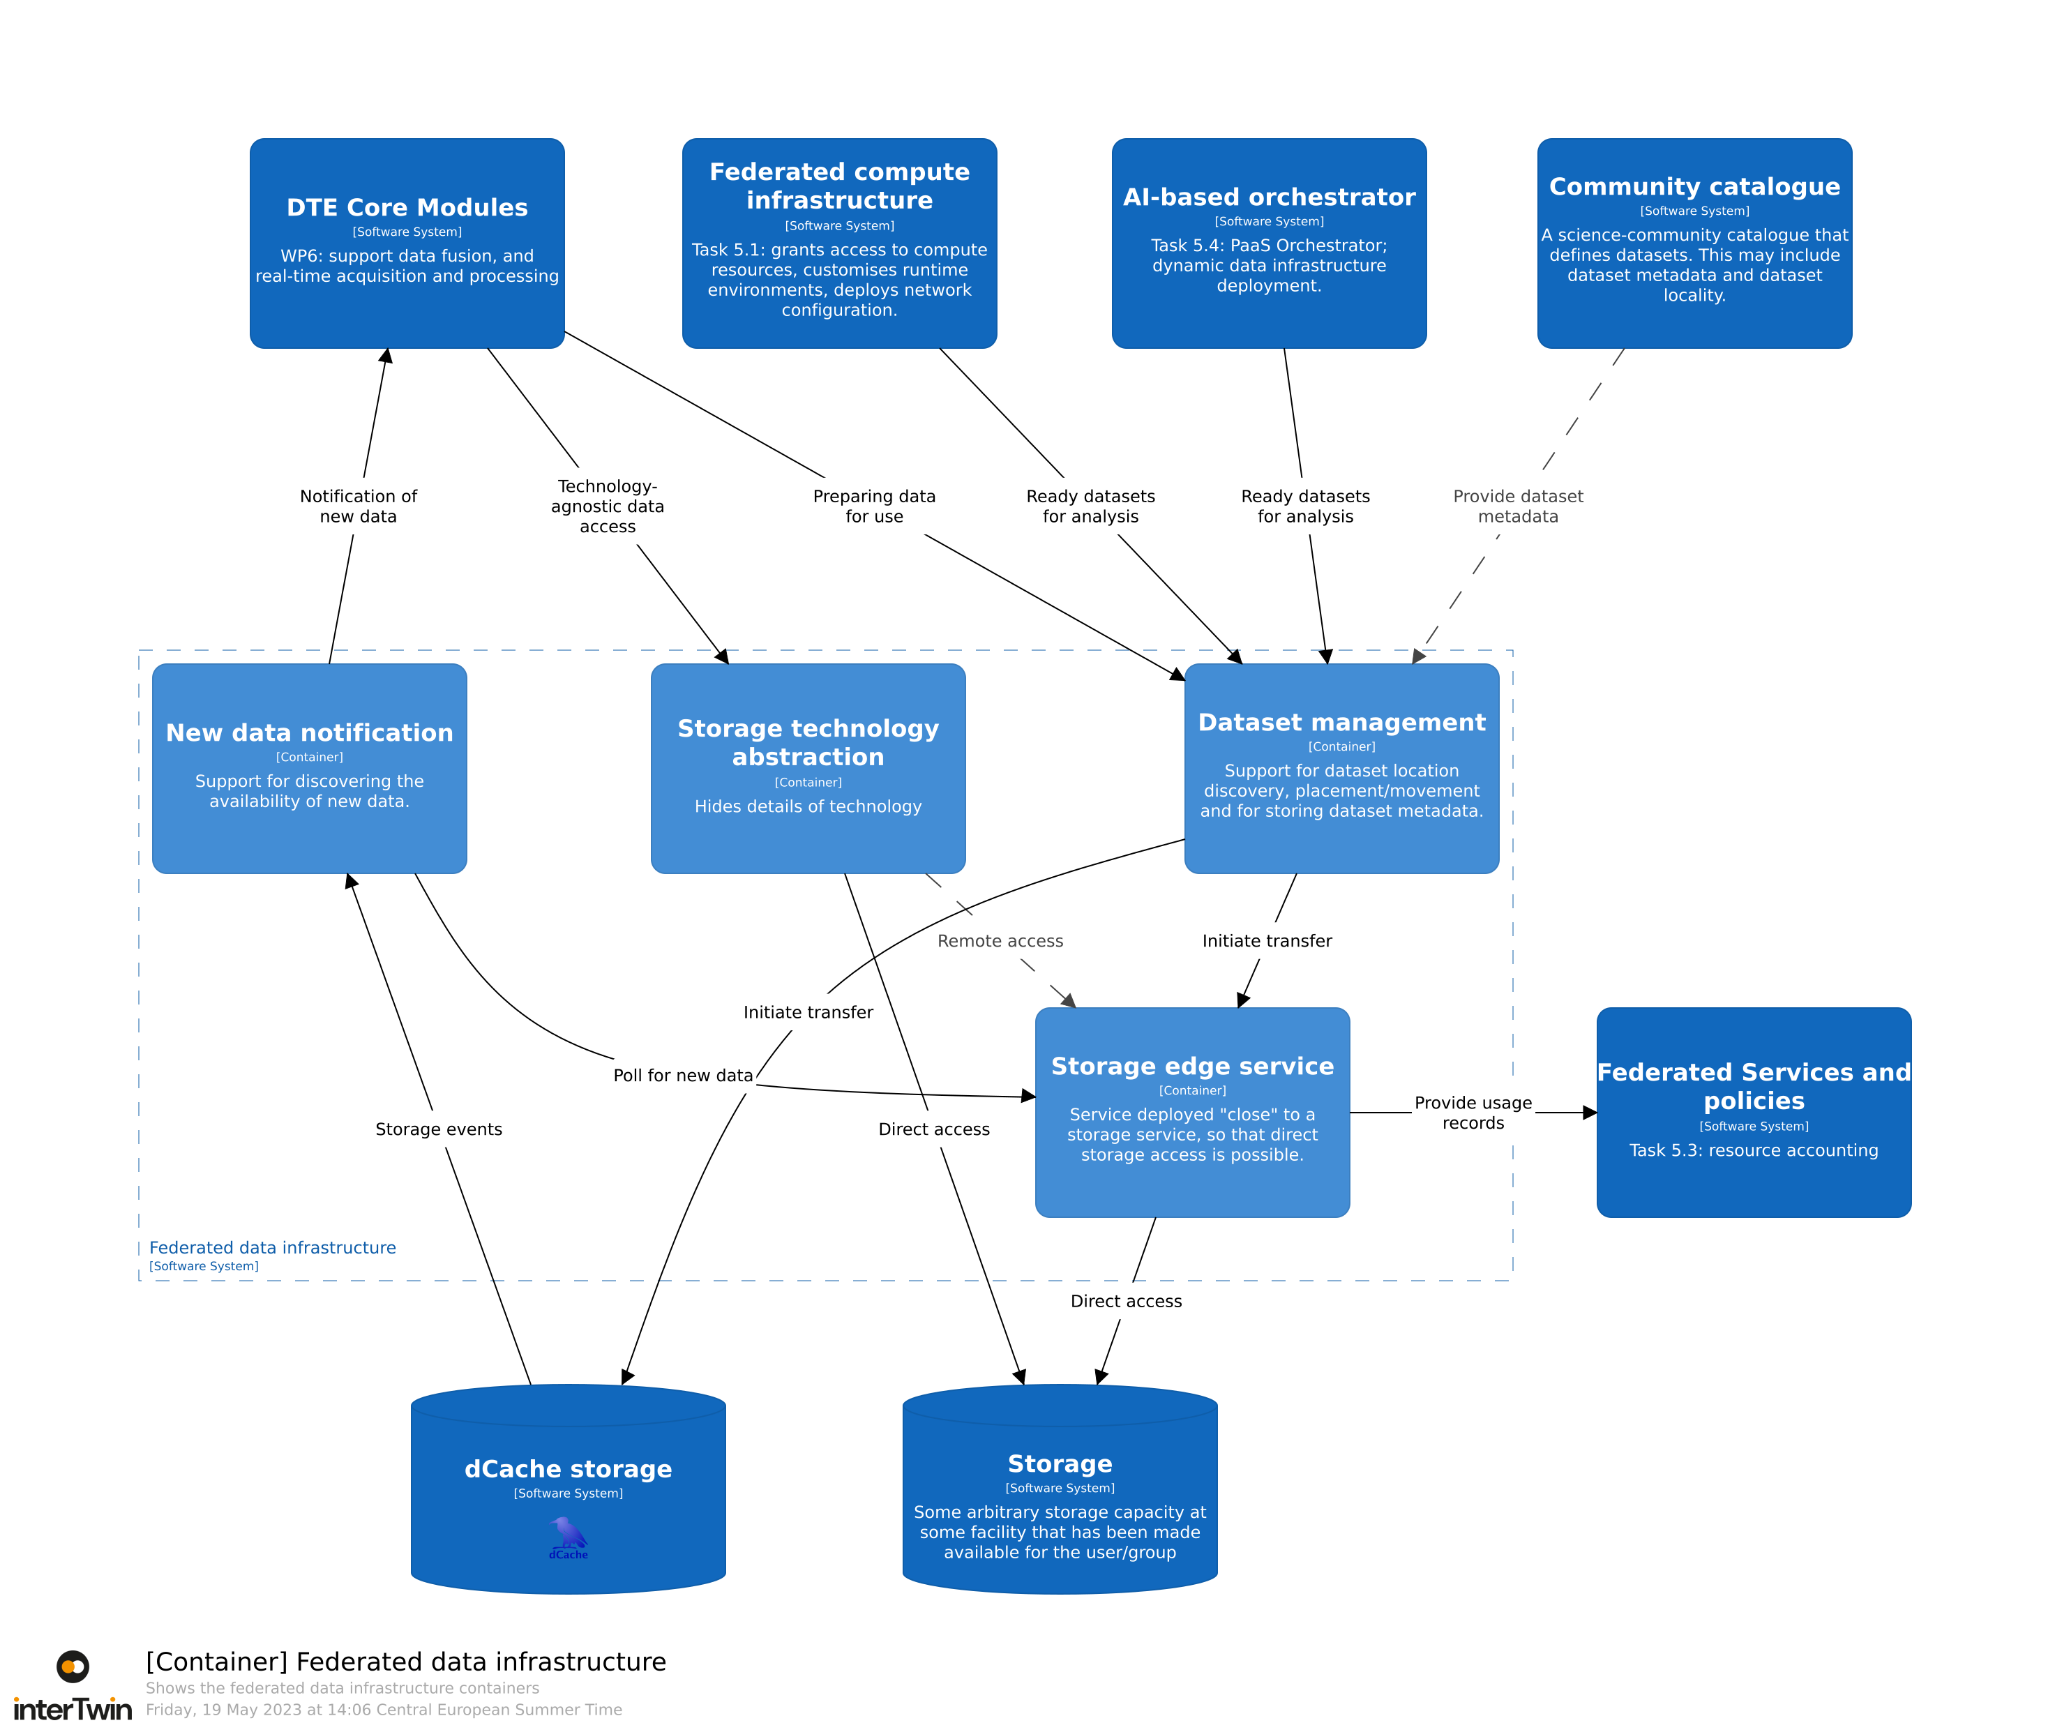 DTE Core Modules
[Software System]
WP6: support data fusion, and
real-time acquisition and processing
Federated compute
infrastructure
[Software System]
Task 5.1: grants access to compute
resources, customises runtime
environments, deploys network
configuration.
AI-based orchestrator
[Software System]
Task 5.4: PaaS Orchestrator;
dynamic data infrastructure
deployment.
Community catalogue
[Software System]
A science-community catalogue that
defines datasets. This may include
dataset metadata and dataset
locality.
Notification of
new data
Technology-
agnostic data
access
Preparing data
for use
Ready datasets
for analysis
Ready datasets
for analysis
Provide dataset
metadata
New data notification
[Container]
Support for discovering the
availability of new data.
Storage technology
abstraction
[Container]
Hides details of technology
Dataset management
[Container]
Support for dataset location
discovery, placement/movement
and for storing dataset metadata.
Remote access
Initiate transfer
Initiate transfer
Poll for new data
Storage events
Direct access
Storage edge service
[Container]
Service deployed "close" to a
storage service, so that direct
storage access is possible.
Provide usage
records
Federated Services and
policies
[Software System]
Task 5.3: resource accounting
Federated data infrastructure
[Software System]
Direct access
dCache storage
[Software System]
dCache
Storage
[Software System]
Some arbitrary storage capacity at
some facility that has been made
available for the user/group
interTwin
[Container] Federated data infrastructure
Shows the federated data infrastructure containers
Friday, 19 May 2023 at 14:06 Central European Summer Time